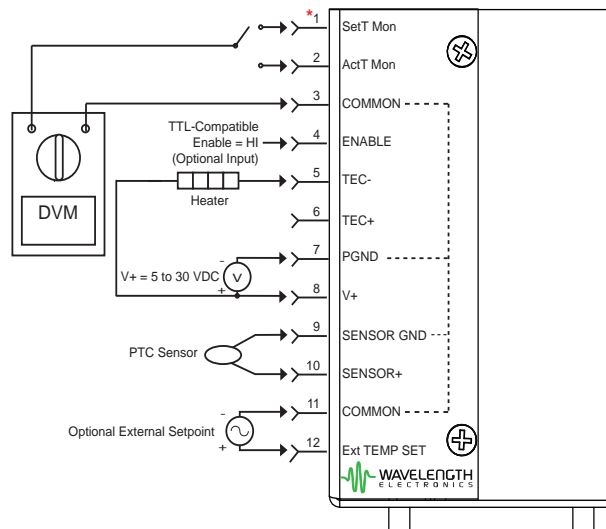 *1 SetT Mon
2 ActT Mon
3 COMMON
TTL-Compatible
Enable = HI
(Optional Input)
4 ENABLE
5 TEC-
Heater
DVM
6 TEC+
7 PGND
-
V+ = 5 to 30 VDC
V
+
8 V+
9 SENSOR GND
PTC Sensor
10 SENSOR+
11 COMMON
-
Optional External Setpoint
+
12 Ext TEMP SET
WAVELENGTH
ELECTRONICS